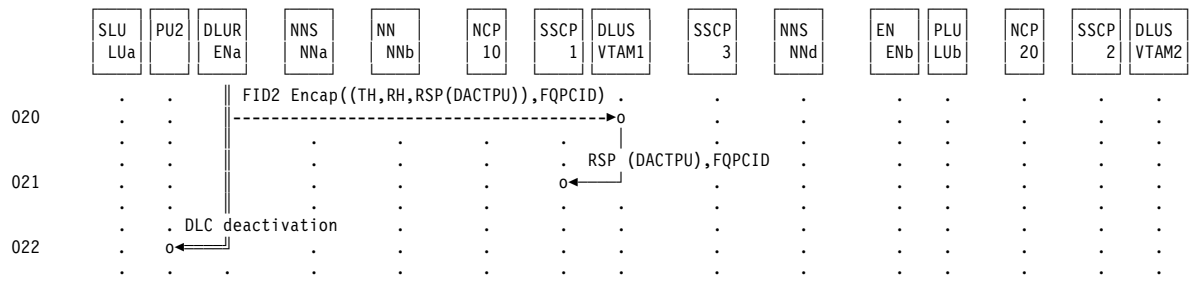 SLU PU2 DLUR NNS NN NCP SSCP DLUS SSCP NNS EN PLU NCP SSCP DLUS
LUa ENa NNa NNb 10 1 VTAM1 3 NNd ENb LUb 20 2 VTAM2
FID2 Encap((TH,RH,RSP(DACTPU)),FQPCID)
020
RSP (DACTPU),FQPCID
021
DLC deactivation
022